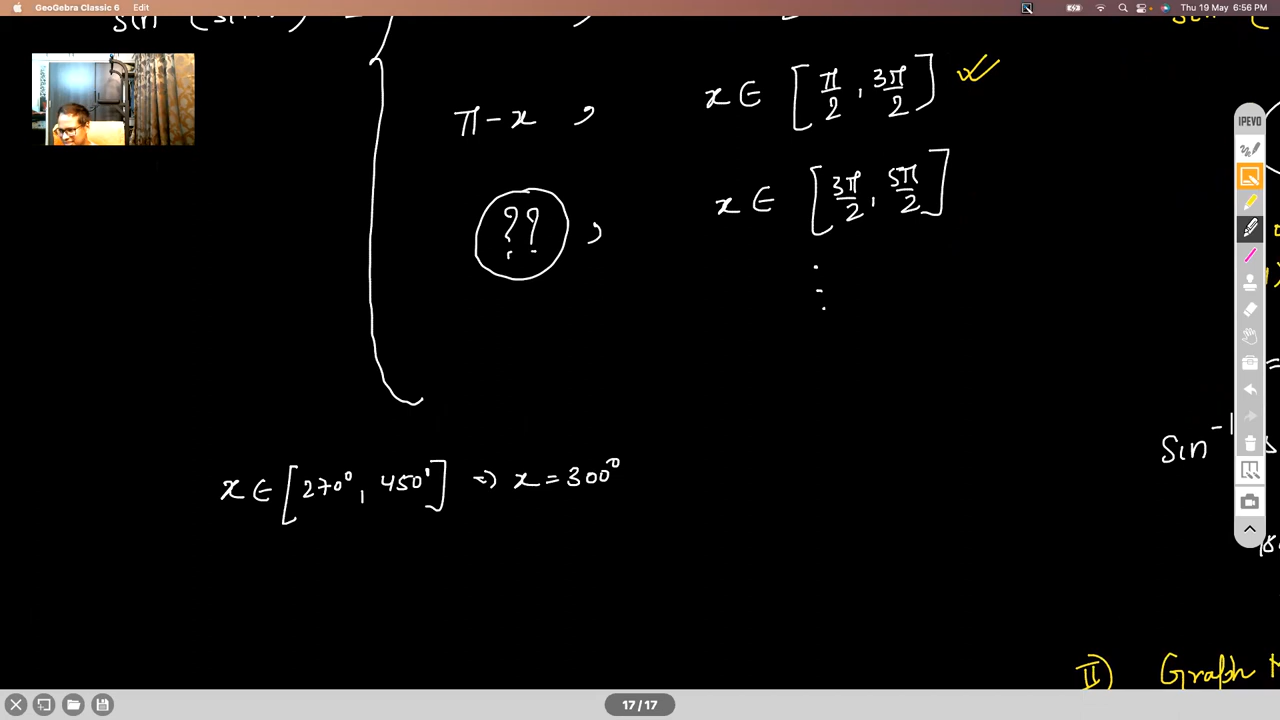 GeoGebra Classic 6 Edit Thu 19 May 6:56 PM
π - x , x ∈ [π/2 , 3π/2]
IPEVO
?? , x ∈ [3π/2 , 5π/2]
x ∈ [270°, 450°] ⇒ x = 300°
Sin⁻¹
II) Graph
17 / 17